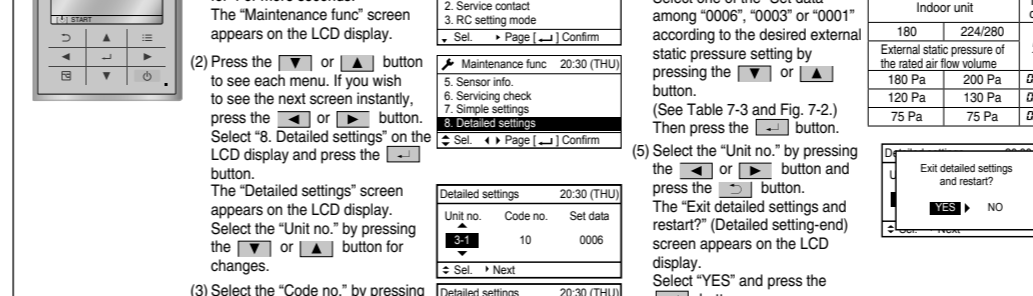 for 4 or more seconds.
The “Maintenance func” screen
appears on the LCD display.
(2) Press the ▼ or ▲ button
to see each menu. If you wish
to see the next screen instantly,
press the ◄ or ► button.
Select “8. Detailed settings” on the
LCD display and press the ↵
button.
The “Detailed settings” screen
appears on the LCD display.
Select the “Unit no.” by pressing
the ▼ or ▲ button for
changes.
(3) Select the “Code no.” by pressing
START
2. Service contact
3. RC setting mode
Sel. ► Page [ ↵ ] Confirm
Maintenance func 20:30 (THU)
5. Sensor info.
6. Servicing check
7. Simple settings
8. Detailed settings
Sel. ◄► Page [ ↵ ] Confirm
Detailed settings 20:30 (THU)
Unit no. Code no. Set data
3-1 10 0006
Sel. ► Next
Detailed settings 20:30 (THU)
Select one of the “Set data”
among “0006”, “0003” or “0001”
according to the desired external
static pressure setting by
pressing the ▼ or ▲
button.
(See Table 7-3 and Fig. 7-2.)
Then press the ↵ button.
(5) Select the “Unit no.” by pressing
the ◄ or ► button and
press the ⮌ button.
The “Exit detailed settings and
restart?” (Detailed setting-end)
screen appears on the LCD
display.
Select “YES” and press the
Indoor unit
180 224/280
External static pressure of
the rated air flow volume
180 Pa 200 Pa
120 Pa 130 Pa
75 Pa 75 Pa
Exit detailed settings
and restart?
YES ► NO